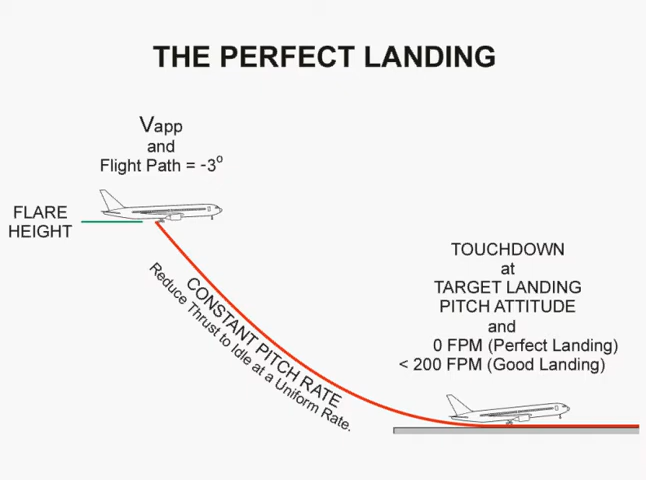 THE PERFECT LANDING
Vapp
and
Flight Path = -3°
FLARE
HEIGHT
CONSTANT PITCH RATE
Reduce Thrust to Idle at a Uniform Rate.
TOUCHDOWN
at
TARGET LANDING
PITCH ATTITUDE
and
0 FPM (Perfect Landing)
< 200 FPM (Good Landing)